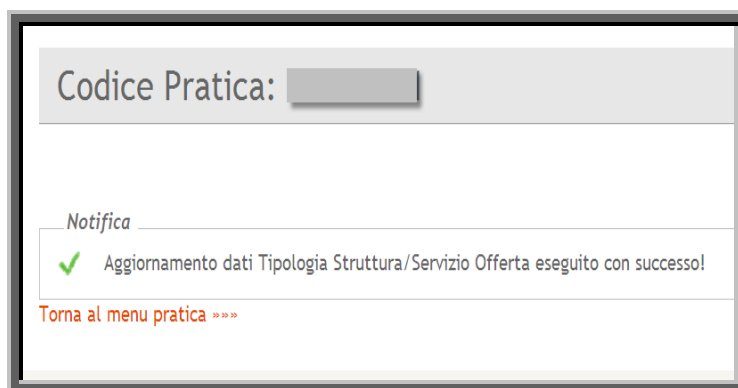 Codice Pratica:
Notifica
Aggiornamento dati Tipologia Struttura/Servizio Offerta eseguito con successo!
Torna al menu pratica »»»